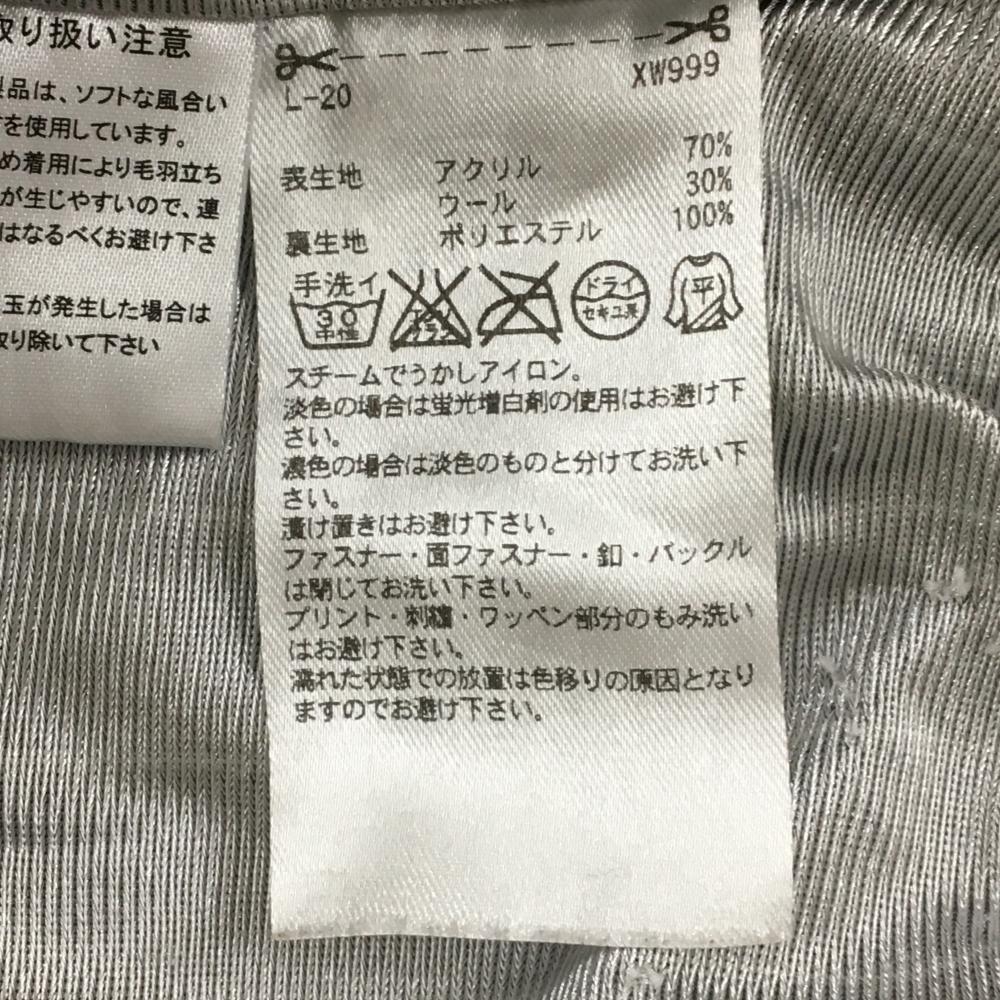 取り扱い注意
製品は、ソフトな風合い
を使用しています。
め着用により毛羽立ち
が生じやすいので、連
はなるべくお避け下さ
玉が発生した場合は
取り除いて下さい
L-20 XW999
表生地 アクリル 70%
ウール 30%
裏生地 ポリエステル 100%
手洗イ
30
中性
エンソ
サラシ
ドライ
セキユ系
平
スチームでうかしアイロン。
淡色の場合は蛍光増白剤の使用はお避け下
さい。
濃色の場合は淡色のものと分けてお洗い下
さい。
漬け置きはお避け下さい。
ファスナー・面ファスナー・釦・バックル
は閉じてお洗い下さい。
プリント・刺繍・ワッペン部分のもみ洗い
はお避け下さい。
濡れた状態での放置は色移りの原因となり
ますのでお避け下さい。